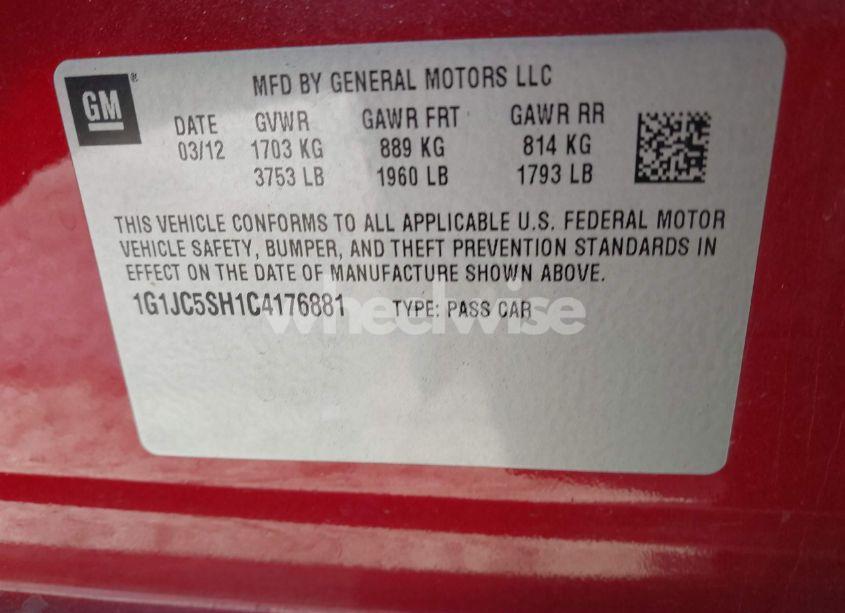 GM ®
MFD BY GENERAL MOTORS LLC
DATE GVWR GAWR FRT GAWR RR
03/12 1703 KG 889 KG 814 KG
3753 LB 1960 LB 1793 LB
THIS VEHICLE CONFORMS TO ALL APPLICABLE U.S. FEDERAL MOTOR
VEHICLE SAFETY, BUMPER, AND THEFT PREVENTION STANDARDS IN
EFFECT ON THE DATE OF MANUFACTURE SHOWN ABOVE.
1G1JC5SH1C4176881 TYPE: PASS CAR
wheelwise